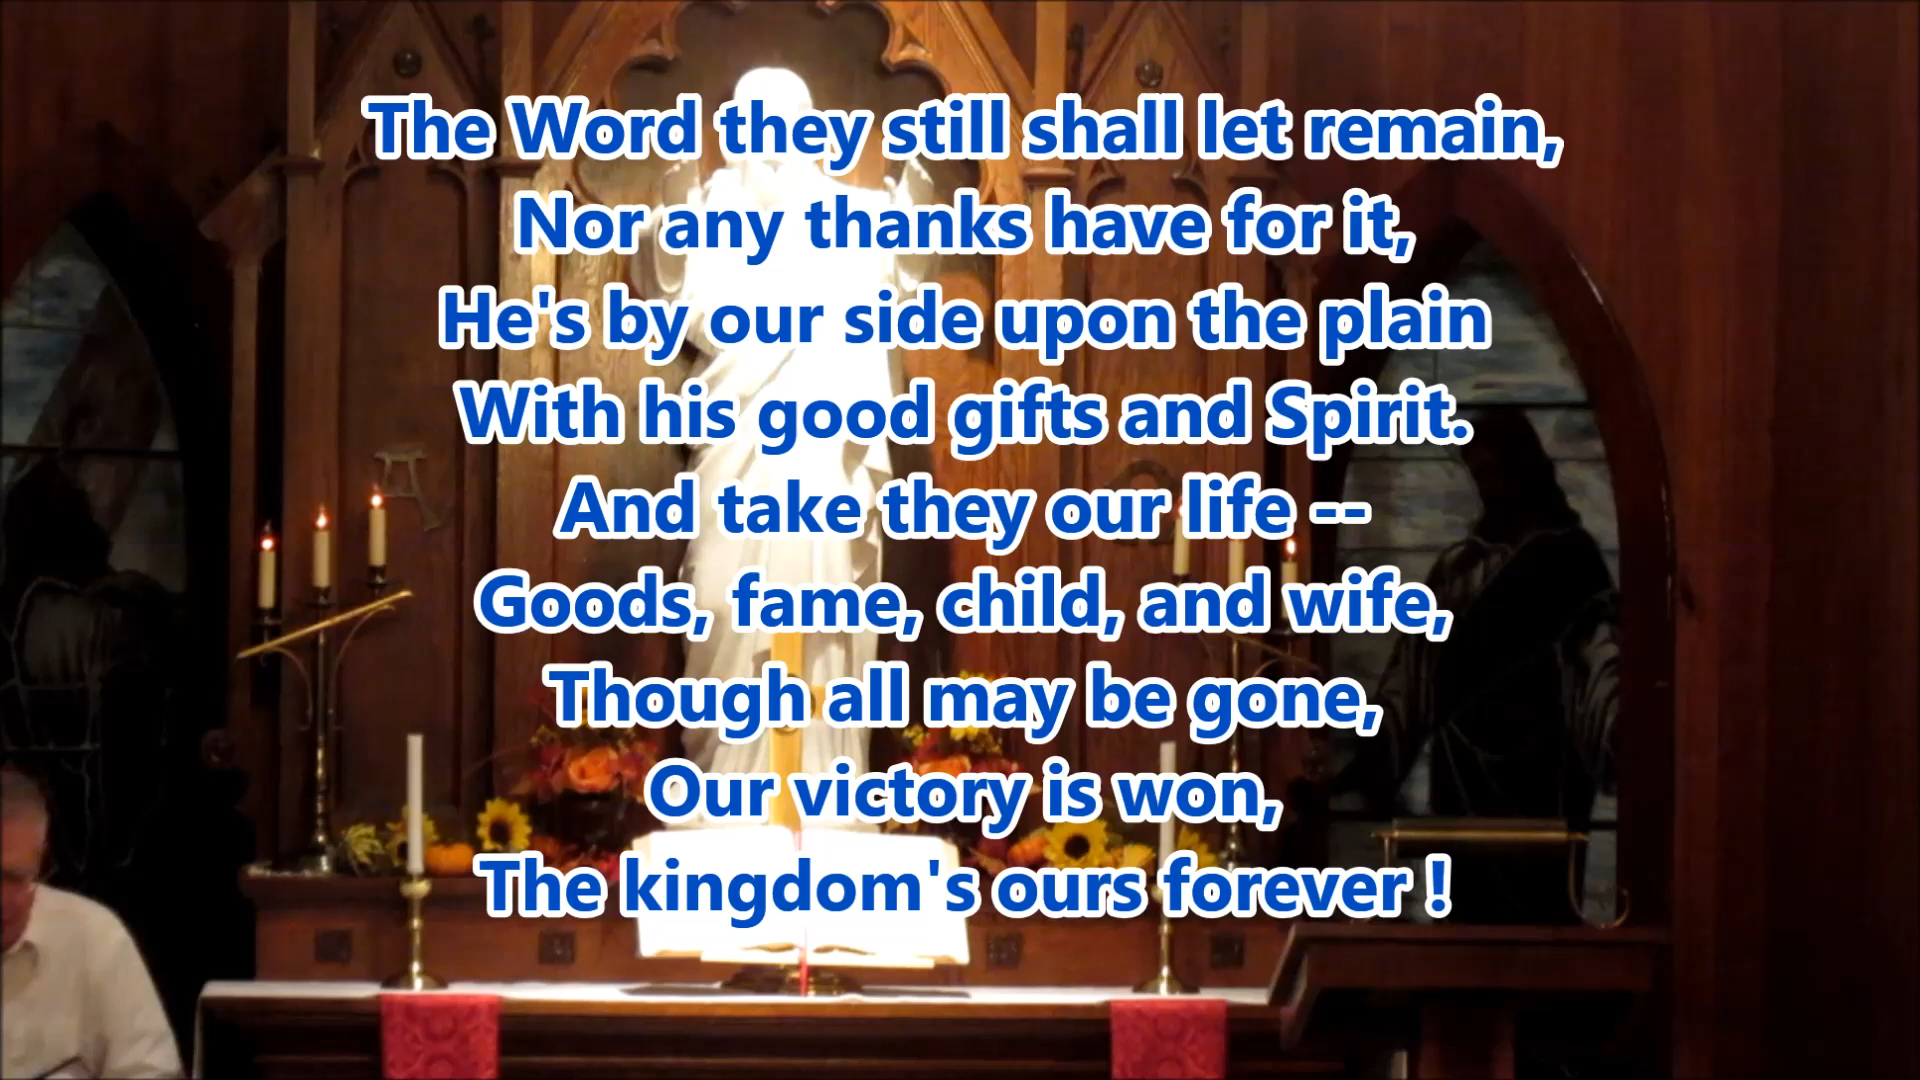 The Word they still shall let remain,
Nor any thanks have for it,
He's by our side upon the plain
With his good gifts and Spirit.
And take they our life --
Goods, fame, child, and wife,
Though all may be gone,
Our victory is won,
The kingdom's ours forever !